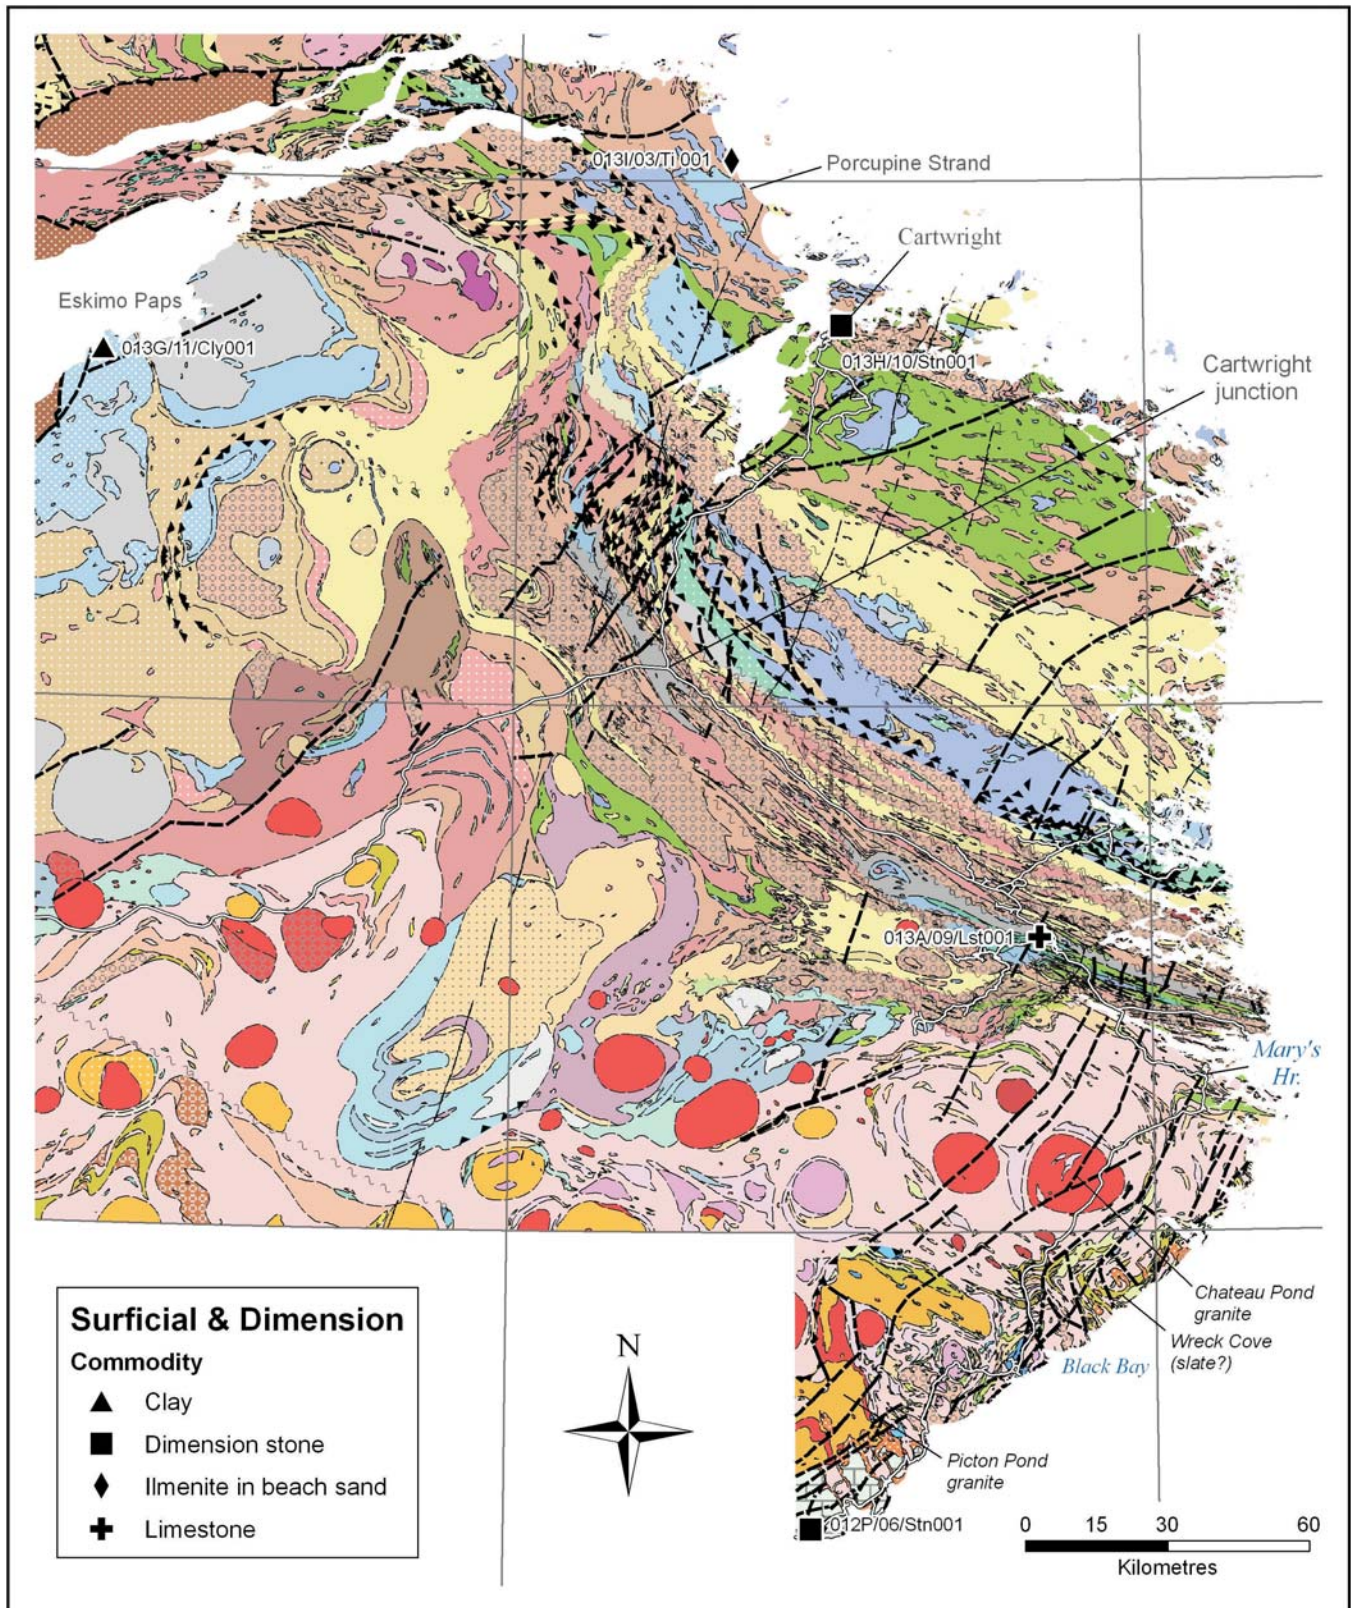 013I/03/Ti 001
Porcupine Strand
Cartwright
Eskimo Paps
013G/11/Cly001
013H/10/Stn001
Cartwright
junction
013A/09/Lst001
Mary's
Hr.
Chateau Pond
granite
Wreck Cove
(slate?)
Black Bay
Picton Pond
granite
012P/06/Stn001
Surficial & Dimension
Commodity
Clay
Dimension stone
Ilmenite in beach sand
Limestone
N
0 15 30 60
Kilometres